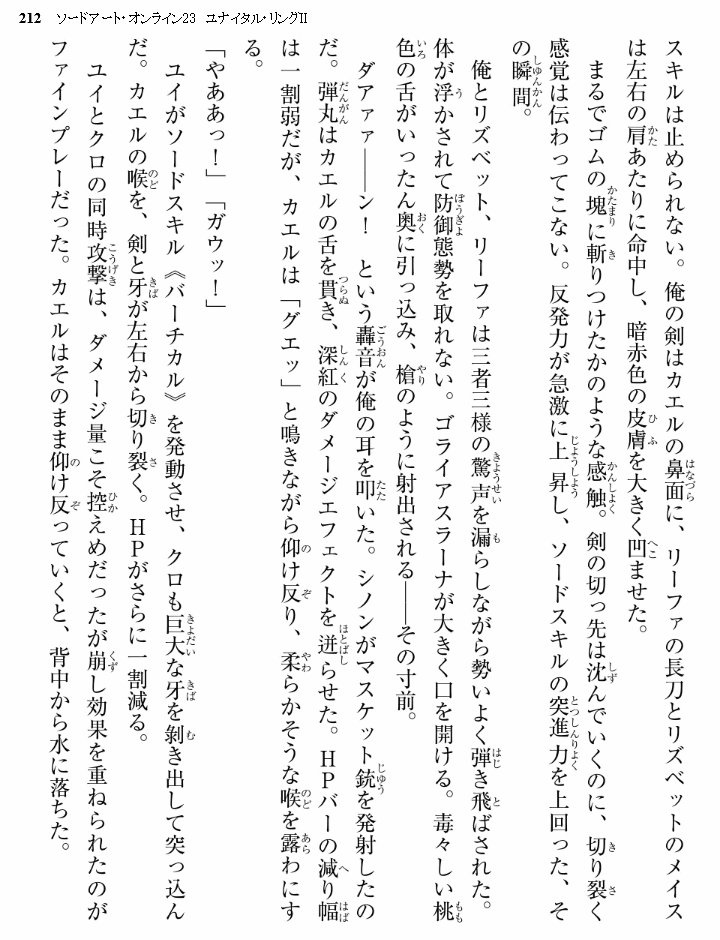 212 ソードアート・オンライン23 ユナイタル・リングII
スキルは止められない。俺の剣はカエルの鼻面に、リーファの長刀とリズベットのメイス
は左右の肩あたりに命中し、暗赤色の皮膚を大きく凹ませた。
まるでゴムの塊に斬りつけたかのような感触。剣の切っ先は沈んでいくのに、切り裂く
感覚は伝わってこない。反発力が急激に上昇し、ソードスキルの突進力を上回った、そ
の瞬間。
俺とリズベット、リーファは三者三様の驚声を漏らしながら勢いよく弾き飛ばされた。
体が浮かされて防御態勢を取れない。ゴライアスラーナが大きく口を開ける。毒々しい桃
色の舌がいったん奥に引っ込み、槍のように射出される――その寸前。
ダアァァ――ン！ という轟音が俺の耳を叩いた。シノンがマスケット銃を発射したの
だ。弾丸はカエルの舌を貫き、深紅のダメージエフェクトを迸らせた。HPバーの減り幅
は一割弱だが、カエルは「グエッ」と鳴きながら仰け反り、柔らかそうな喉を露わにす
る。
「やああっ！」「ガウッ！」
ユイがソードスキル《バーチカル》を発動させ、クロも巨大な牙を剝き出して突っ込ん
だ。カエルの喉を、剣と牙が左右から切り裂く。HPがさらに一割減る。
ユイとクロの同時攻撃は、ダメージ量こそ控えめだったが崩し効果を重ねられたのが
ファインプレーだった。カエルはそのまま仰け反っていくと、背中から水に落ちた。